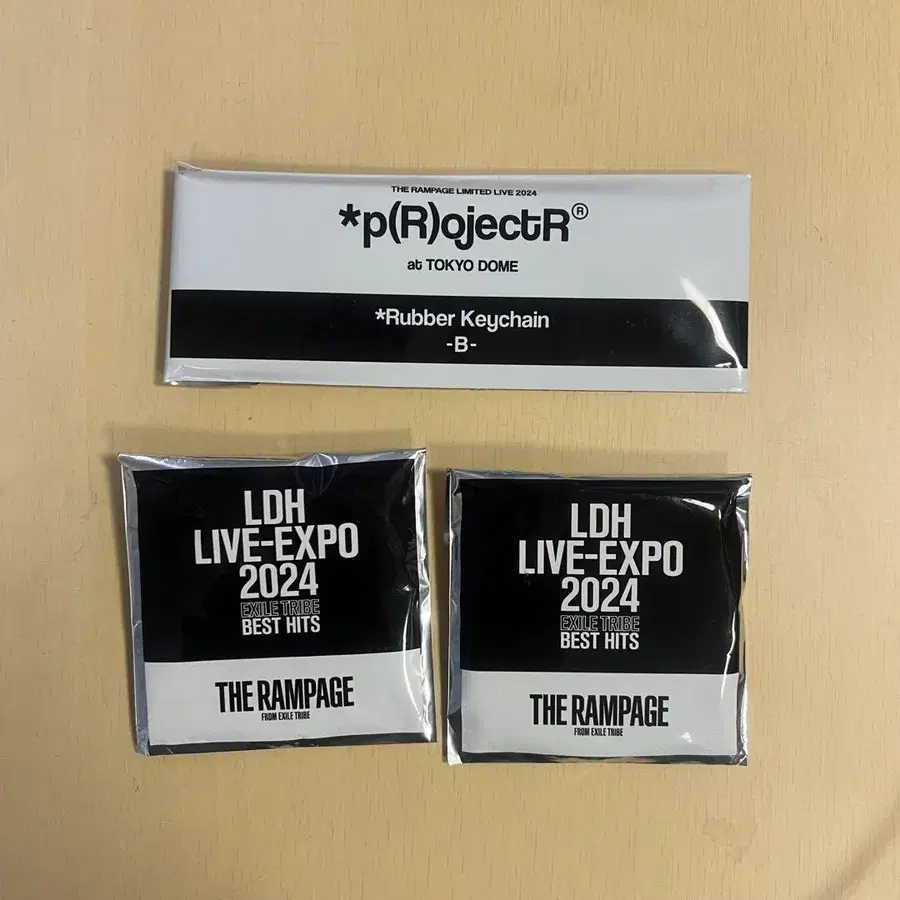 THE RAMPAGE LIMITED LIVE 2024
*p(R)ojectR®
at TOKYO DOME
*Rubber Keychain
-B-
LDH
LIVE-EXPO
2024
EXILE TRIBE
BEST HITS
THE RAMPAGE
FROM EXILE TRIBE
LDH
LIVE-EXPO
2024
EXILE TRIBE
BEST HITS
THE RAMPAGE
FROM EXILE TRIBE